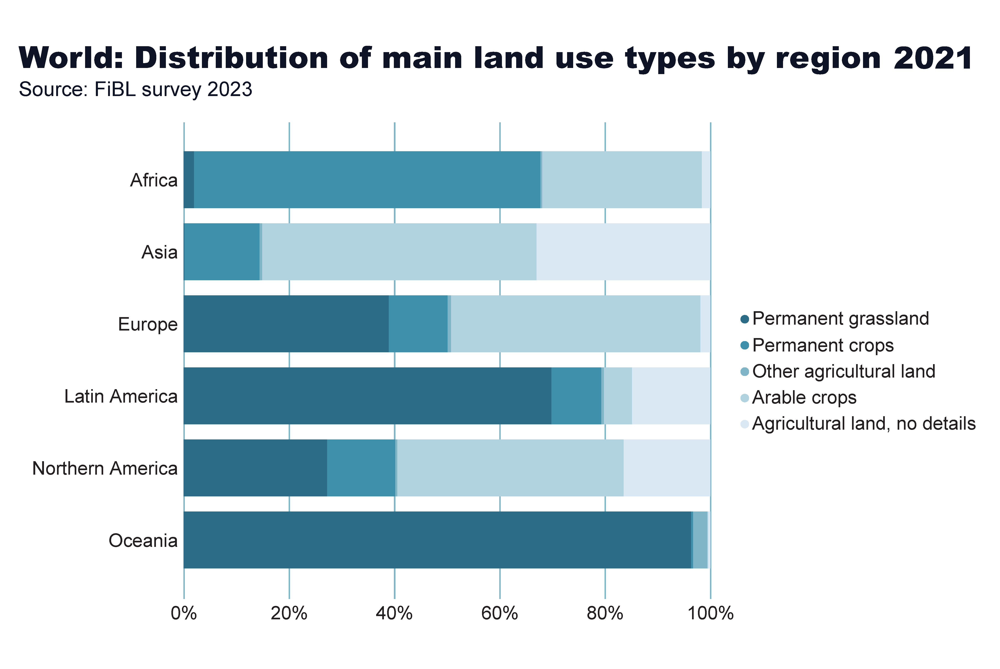 World: Distribution of main land use types by region 2021
Source: FiBL survey 2023
Africa
Asia
Europe
Latin America
Northern America
Oceania
0% 20% 40% 60% 80% 100%
Permanent grassland
Permanent crops
Other agricultural land
Arable crops
Agricultural land, no details